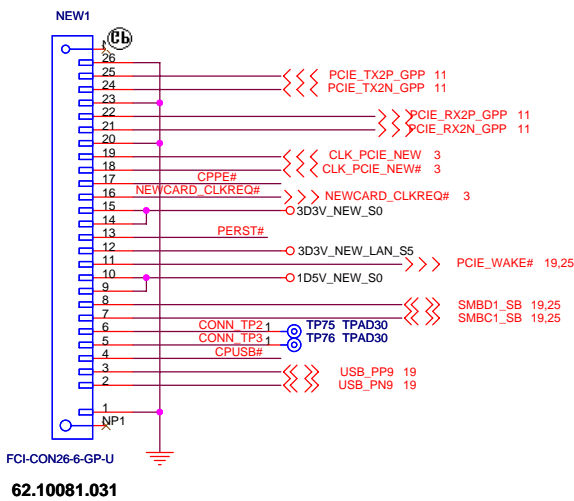 NEW1
26
25 PCIE_TX2P_GPP 11
24 PCIE_TX2N_GPP 11
23
22 PCIE_RX2P_GPP 11
21 PCIE_RX2N_GPP 11
20
19 CLK_PCIE_NEW 3
18 CLK_PCIE_NEW# 3
17 CPPE#
16 NEWCARD_CLKREQ# NEWCARD_CLKREQ# 3
15 3D3V_NEW_S0
14
13 PERST#
12 3D3V_NEW_LAN_S5
11 PCIE_WAKE# 19,25
10 1D5V_NEW_S0
9
8 SMBD1_SB 19,25
7 SMBC1_SB 19,25
6 CONN_TP2 1 TP75 TPAD30
5 CONN_TP3 1 TP76 TPAD30
4 CPUSB#
3 USB_PP9 19
2 USB_PN9 19
1
NP1
FCI-CON26-6-GP-U
62.10081.031